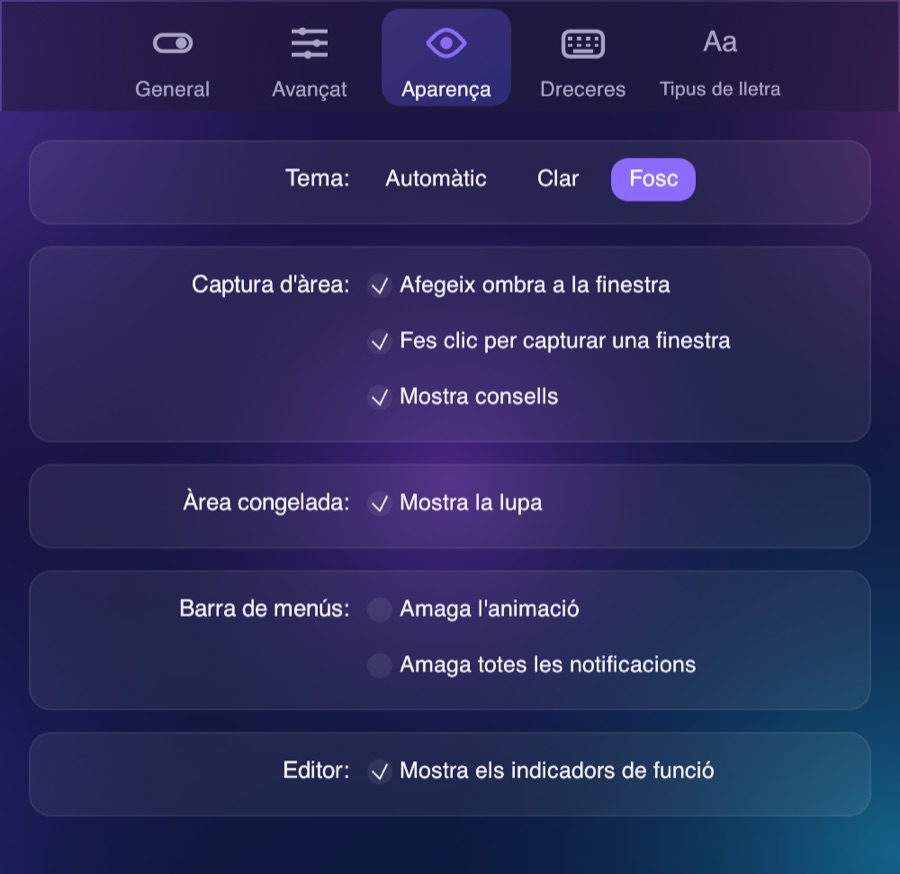 General
Avançat
Aparença
Dreceres
Aa
Tipus de lletra
Tema: Automàtic Clar Fosc
Captura d'àrea: Afegeix ombra a la finestra
Fes clic per capturar una finestra
Mostra consells
Àrea congelada: Mostra la lupa
Barra de menús: Amaga l'animació
Amaga totes les notificacions
Editor: Mostra els indicadors de funció